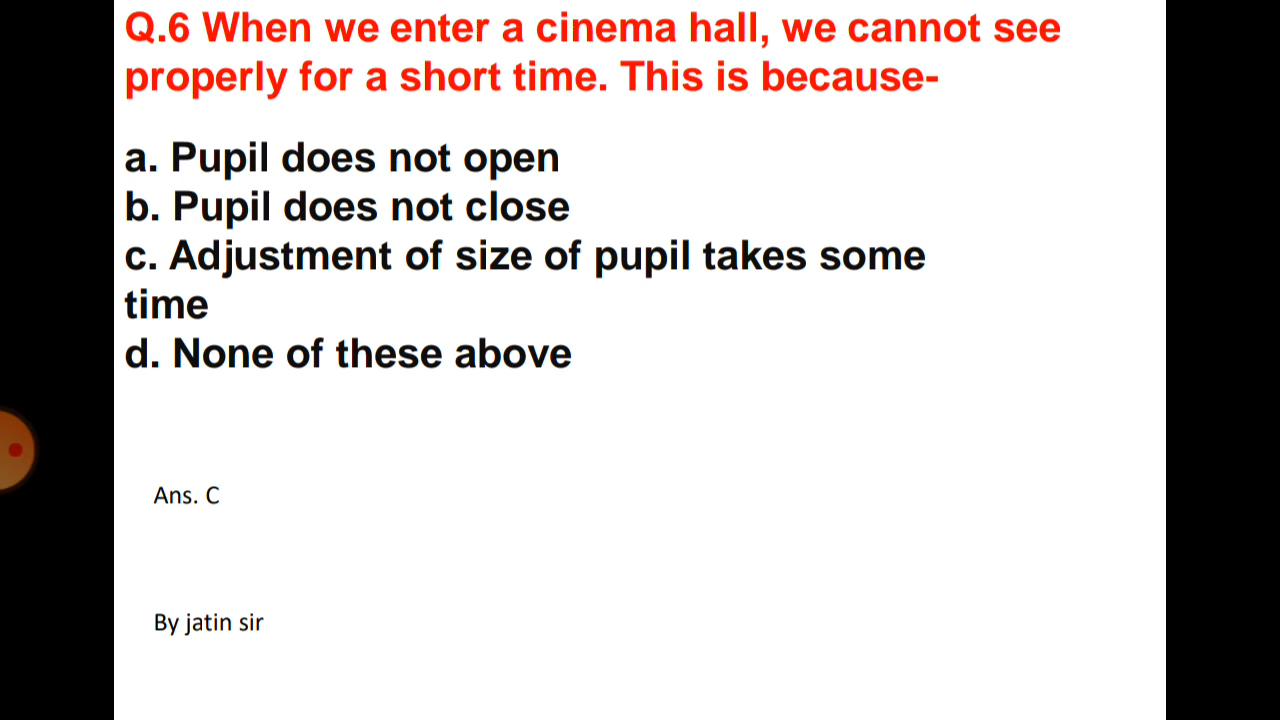 Q.6 When we enter a cinema hall, we cannot see
properly for a short time. This is because-
a. Pupil does not open
b. Pupil does not close
c. Adjustment of size of pupil takes some
time
d. None of these above
Ans. C
By jatin sir